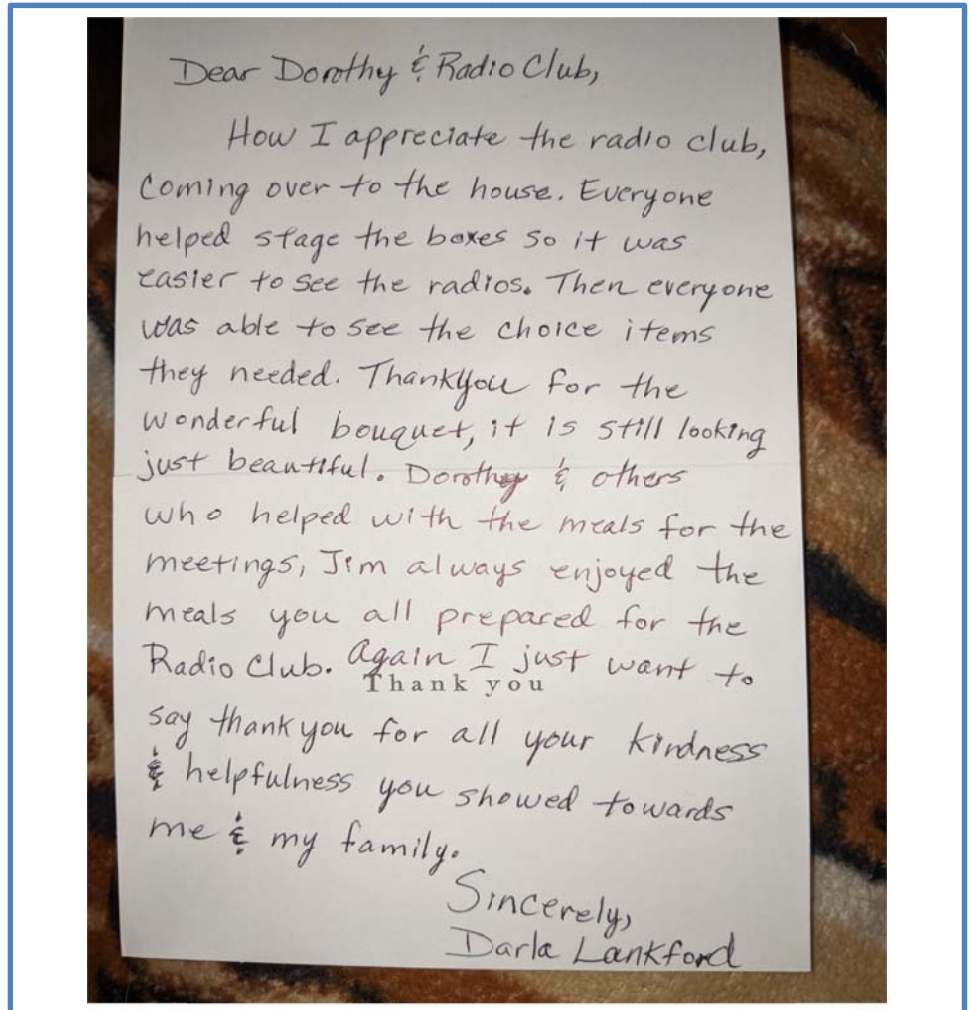 Dear Dorothy & Radio Club,
How I appreciate the radio club,
coming over to the house. Everyone
helped stage the boxes so it was
easier to see the radios. Then everyone
was able to see the choice items
they needed. ThankYou for the
wonderful bouquet, it is still looking
just beautiful. Dorothy & others
who helped with the meals for the
meetings, Jim always enjoyed the
meals you all prepared for the
Radio Club. Again I just want to
Thank you
say thank you for all your kindness
& helpfulness you showed towards
me & my family.
Sincerely,
Darla Lankford